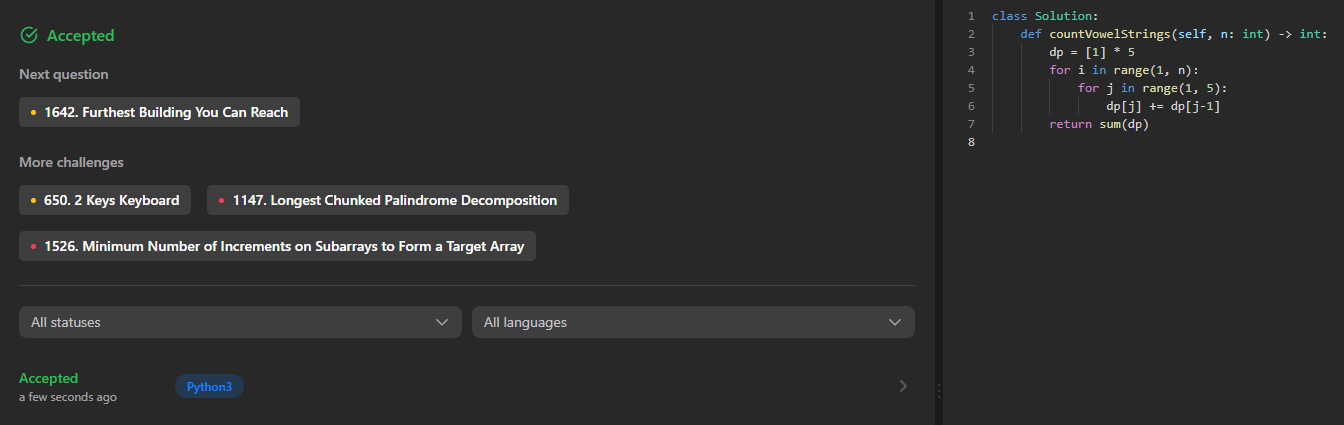 Accepted
Next question
1642. Furthest Building You Can Reach
More challenges
650. 2 Keys Keyboard
1147. Longest Chunked Palindrome Decomposition
1526. Minimum Number of Increments on Subarrays to Form a Target Array
All statuses
All languages
Accepted
a few seconds ago
Python3
1 class Solution:
2     def countVowelStrings(self, n: int) -> int:
3         dp = [1] * 5
4         for i in range(1, n):
5             for j in range(1, 5):
6                 dp[j] += dp[j-1]
7         return sum(dp)
8